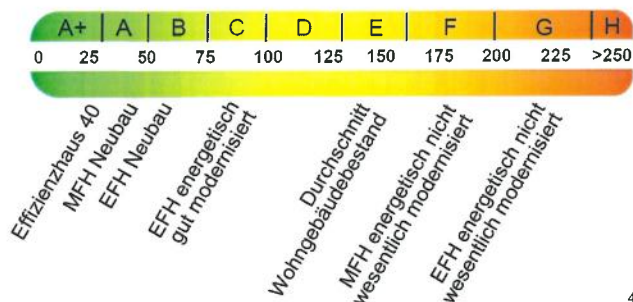 A+ A B C D E F G H
0 25 50 75 100 125 150 175 200 225 >250
Effizienzhaus 40
MFH Neubau
EFH Neubau
EFH energetisch
gut modernisiert
Durchschnitt
Wohngebäudebestand
MFH energetisch nicht
wesentlich modernisiert
EFH energetisch nicht
wesentlich modernisiert